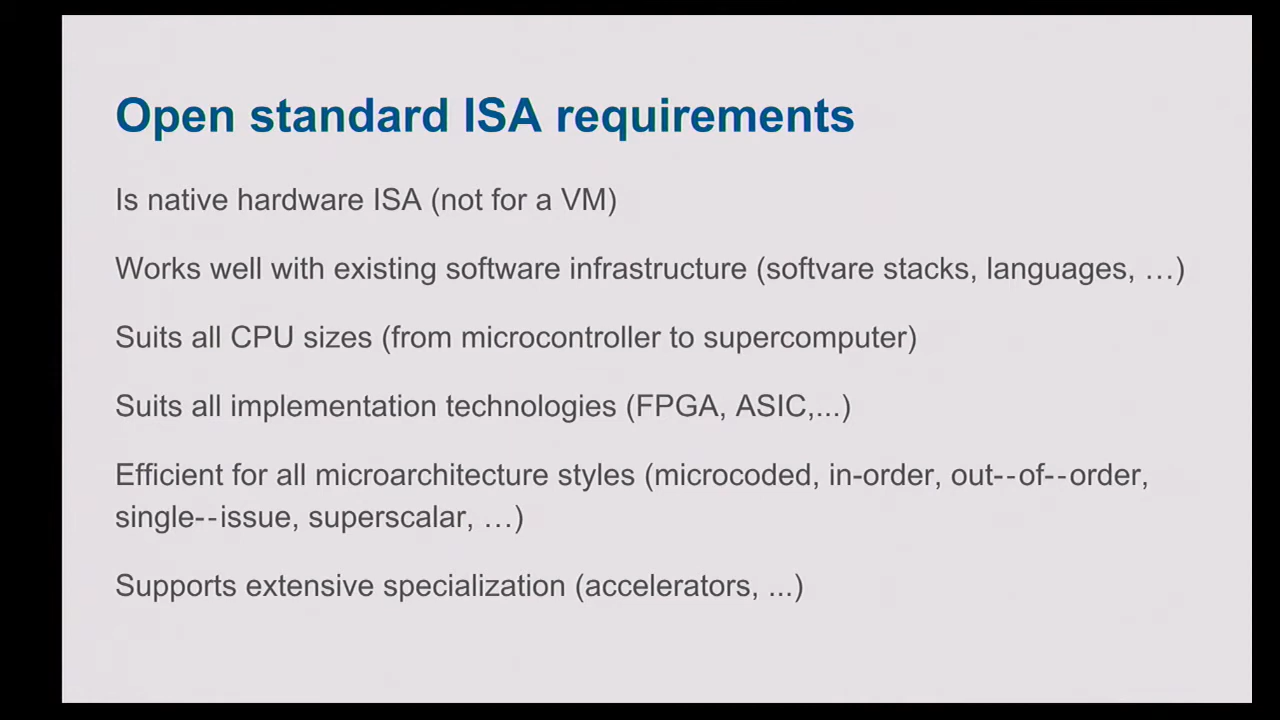 Open standard ISA requirements
Is native hardware ISA (not for a VM)
Works well with existing software infrastructure (softvare stacks, languages, …)
Suits all CPU sizes (from microcontroller to supercomputer)
Suits all implementation technologies (FPGA, ASIC,...)
Efficient for all microarchitecture styles (microcoded, in-order, out-‐of-‐order,
single-‐issue, superscalar, …)
Supports extensive specialization (accelerators, ...)